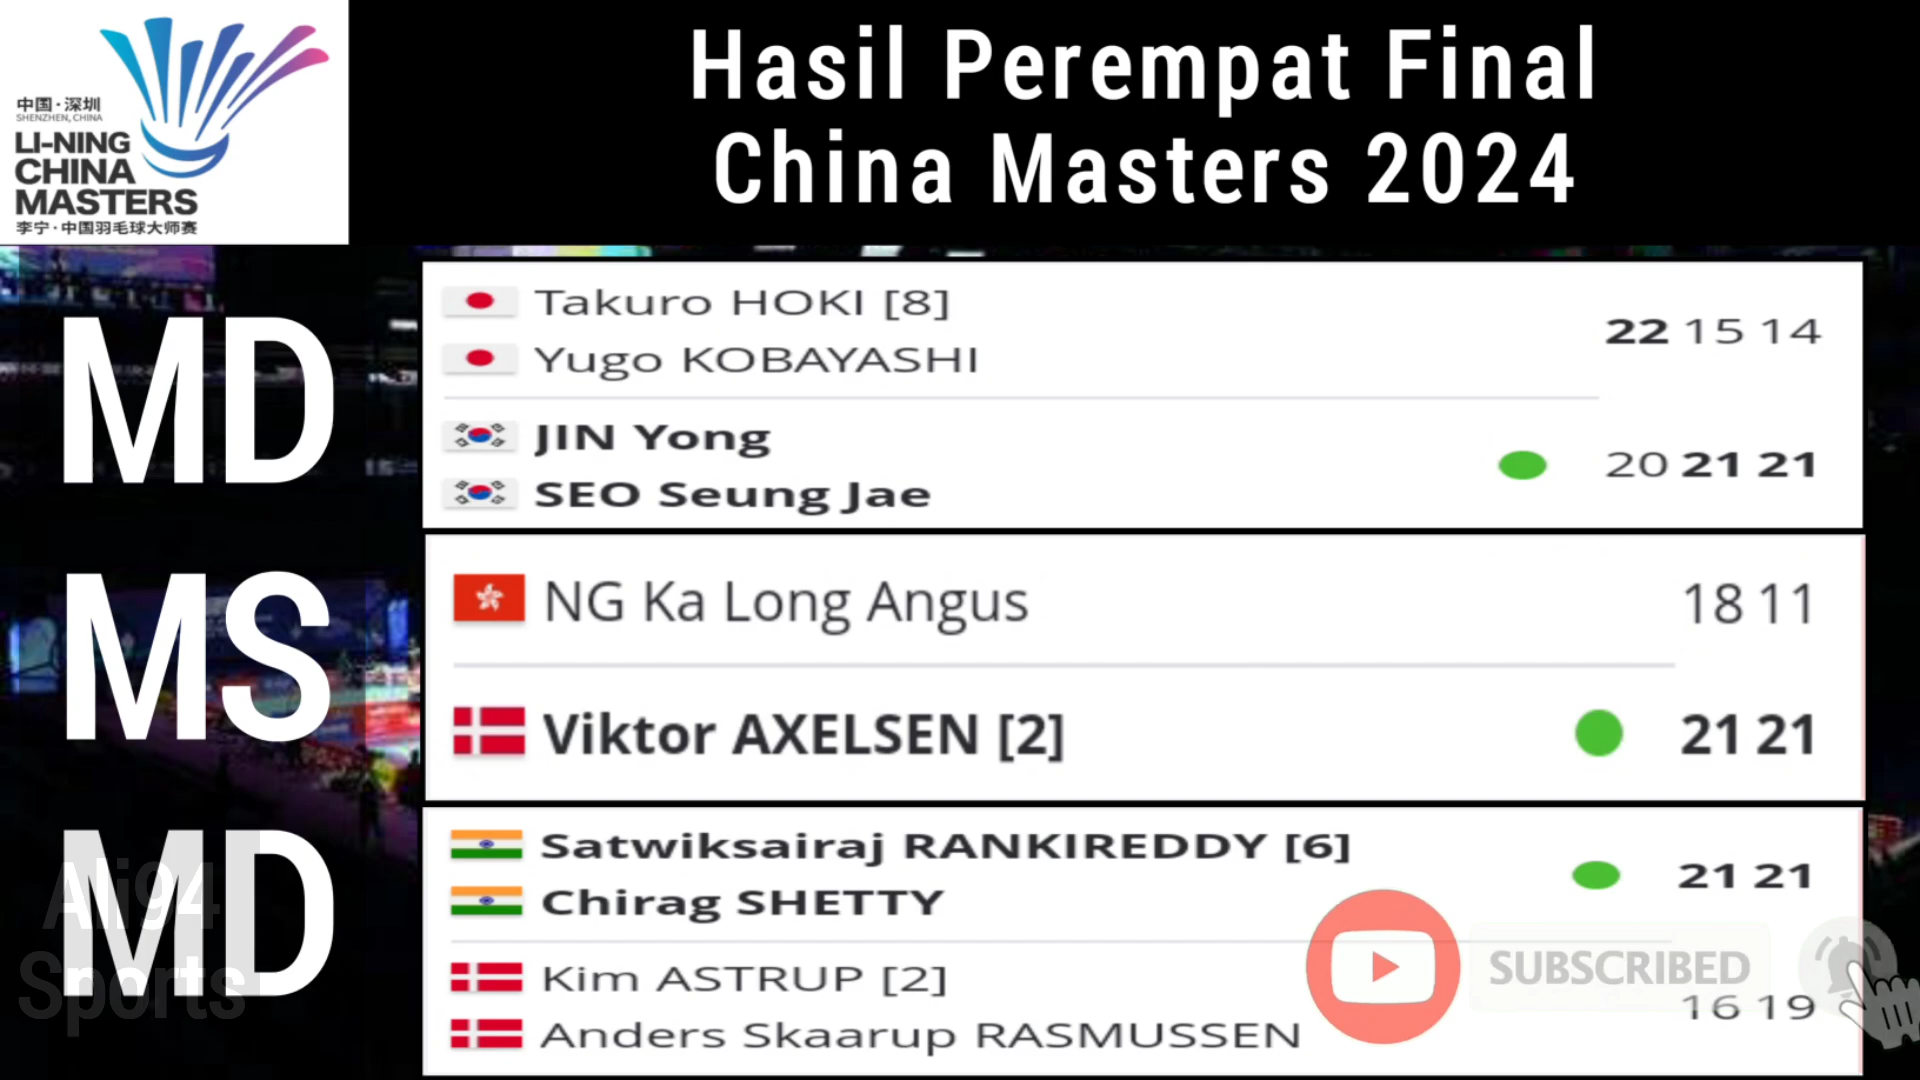 中国·深圳
SHENZHEN, CHINA
LI-NING
CHINA
MASTERS
李宁·中国羽毛球大师赛
Hasil Perempat Final
China Masters 2024
MD
Takuro HOKI [8]
Yugo KOBAYASHI
22 15 14
JIN Yong
SEO Seung Jae
20 21 21
MS
NG Ka Long Angus 18 11
Viktor AXELSEN [2] 21 21
MD
Satwiksairaj RANKIREDDY [6]
Chirag SHETTY
21 21
Kim ASTRUP [2]
Anders Skaarup RASMUSSEN
16 19
SUBSCRIBED
Ali94
Sports